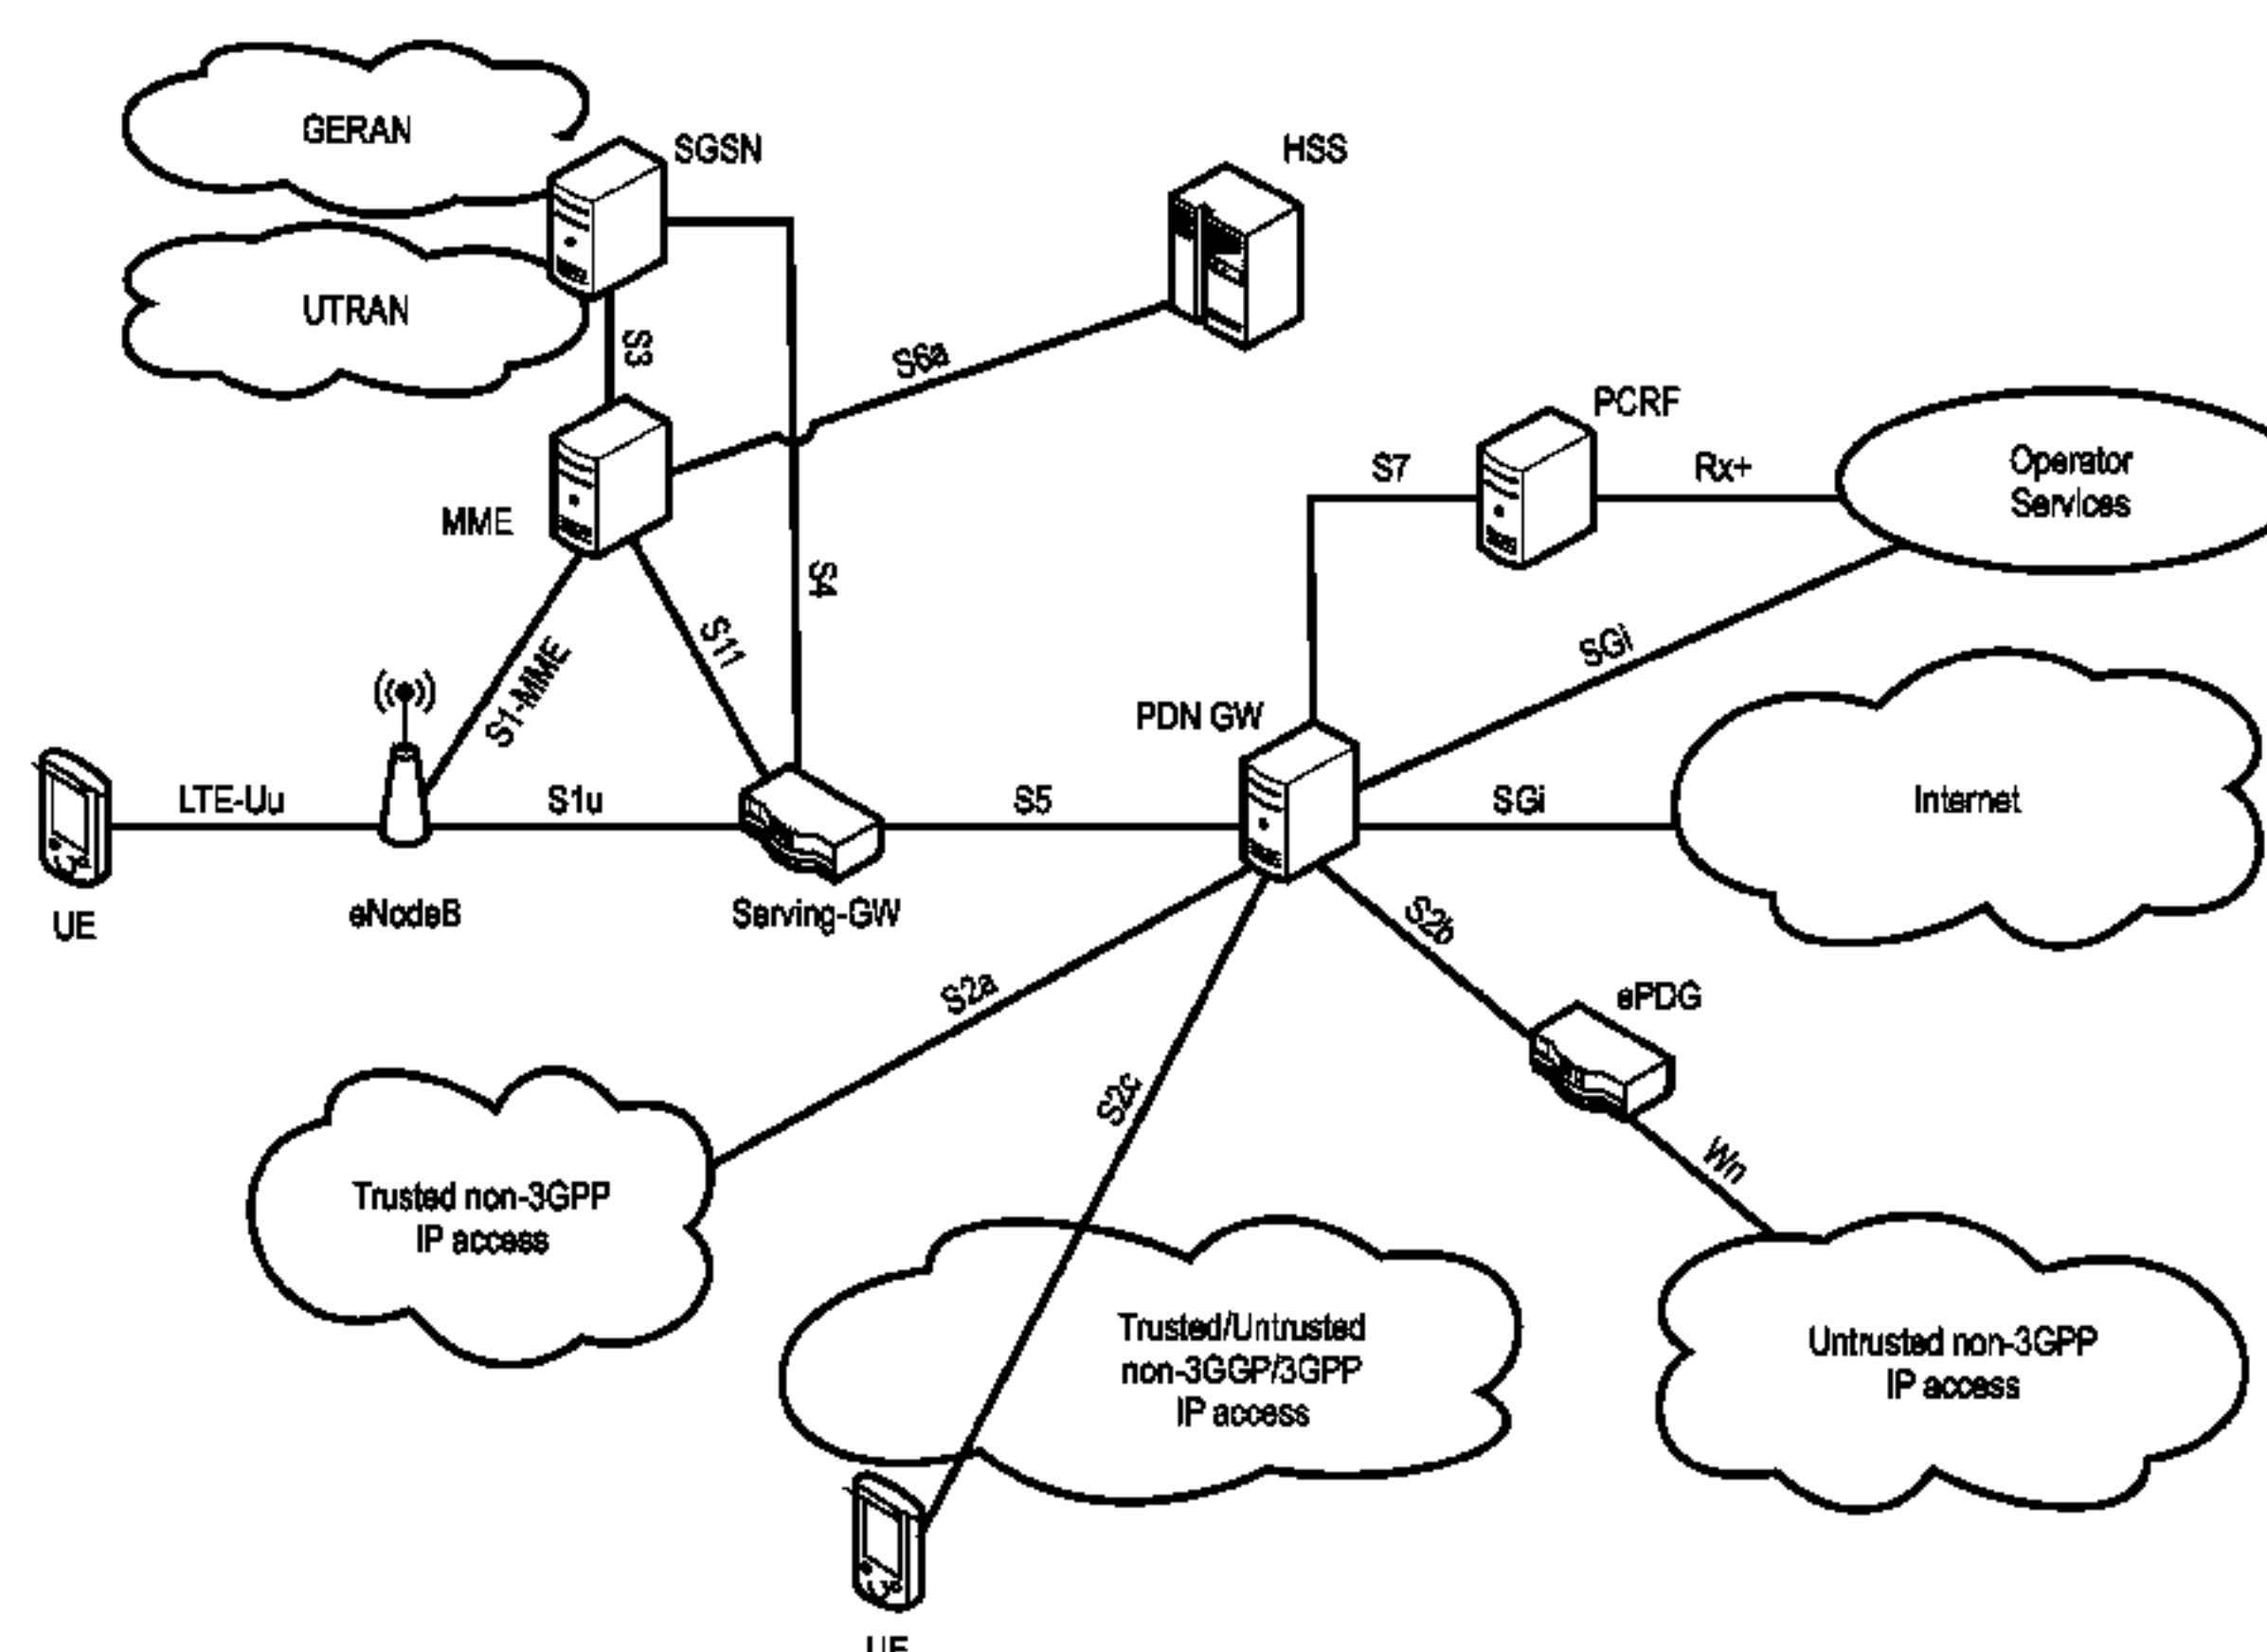 GERAN
SGSN
HSS
UTRAN
S3
S6a
PCRF
Operator
Services
S7
Rx+
MME
S4
S11
S1-MME
SGi
PDN GW
LTE-Uu
S1u
S5
SGi
Internet
UE
eNodeB
Serving-GW
S2b
S2a
ePDG
S2c
Wn
Trusted non-3GPP
IP access
Trusted/Untrusted
non-3GGP/3GPP
IP access
Untrusted non-3GPP
IP access
UE